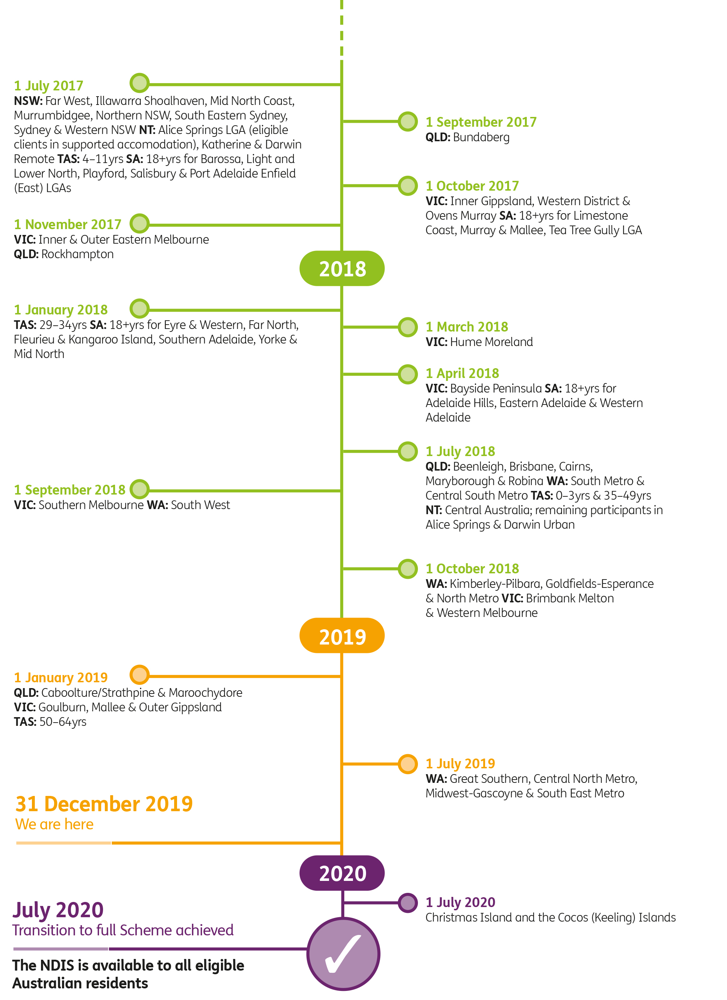 1 July 2017
NSW: Far West, Illawarra Shoalhaven, Mid North Coast,
Murrumbidgee, Northern NSW, South Eastern Sydney,
Sydney & Western NSW NT: Alice Springs LGA (eligible
clients in supported accomodation), Katherine & Darwin
Remote TAS: 4–11yrs SA: 18+yrs for Barossa, Light and
Lower North, Playford, Salisbury & Port Adelaide Enfield
(East) LGAs
1 September 2017
QLD: Bundaberg
1 October 2017
VIC: Inner Gippsland, Western District &
Ovens Murray SA: 18+yrs for Limestone
Coast, Murray & Mallee, Tea Tree Gully LGA
1 November 2017
VIC: Inner & Outer Eastern Melbourne
QLD: Rockhampton
2018
1 January 2018
TAS: 29–34yrs SA: 18+yrs for Eyre & Western, Far North,
Fleurieu & Kangaroo Island, Southern Adelaide, Yorke &
Mid North
1 March 2018
VIC: Hume Moreland
1 April 2018
VIC: Bayside Peninsula SA: 18+yrs for
Adelaide Hills, Eastern Adelaide & Western
Adelaide
1 July 2018
QLD: Beenleigh, Brisbane, Cairns,
Maryborough & Robina WA: South Metro &
Central South Metro TAS: 0–3yrs & 35–49yrs
NT: Central Australia; remaining participants in
Alice Springs & Darwin Urban
1 September 2018
VIC: Southern Melbourne WA: South West
1 October 2018
WA: Kimberley-Pilbara, Goldfields-Esperance
& North Metro VIC: Brimbank Melton
& Western Melbourne
2019
1 January 2019
QLD: Caboolture/Strathpine & Maroochydore
VIC: Goulburn, Mallee & Outer Gippsland
TAS: 50–64yrs
1 July 2019
WA: Great Southern, Central North Metro,
Midwest-Gascoyne & South East Metro
31 December 2019
We are here
2020
1 July 2020
Christmas Island and the Cocos (Keeling) Islands
July 2020
Transition to full Scheme achieved
The NDIS is available to all eligible
Australian residents